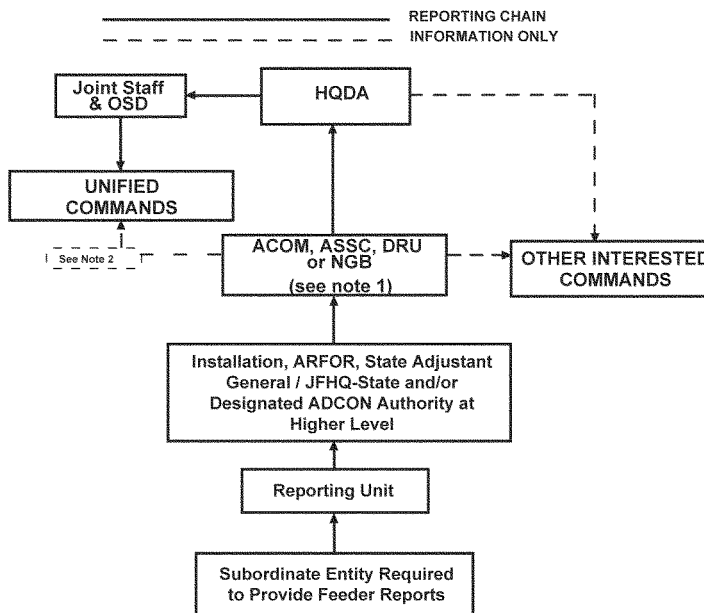 REPORTING CHAIN
INFORMATION ONLY
Joint Staff
& OSD
HQDA
UNIFIED
COMMANDS
See Note 2
ACOM, ASSC, DRU
or NGB
(see note 1)
OTHER INTERESTED
COMMANDS
Installation, ARFOR, State Adjustant
General / JFHQ-State and/or
Designated ADCON Authority at
Higher Level
Reporting Unit
Subordinate Entity Required
to Provide Feeder Reports